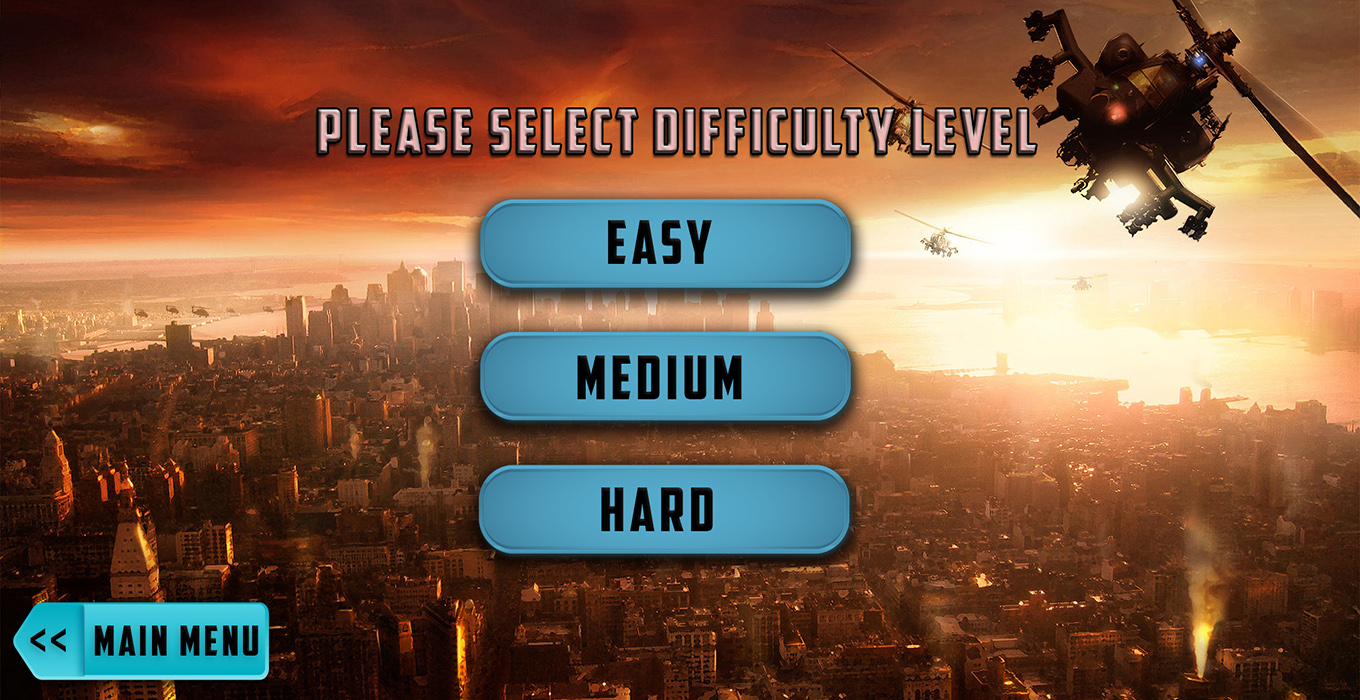 PLEASE SELECT DIFFICULTY LEVEL
EASY
MEDIUM
HARD
<< MAIN MENU